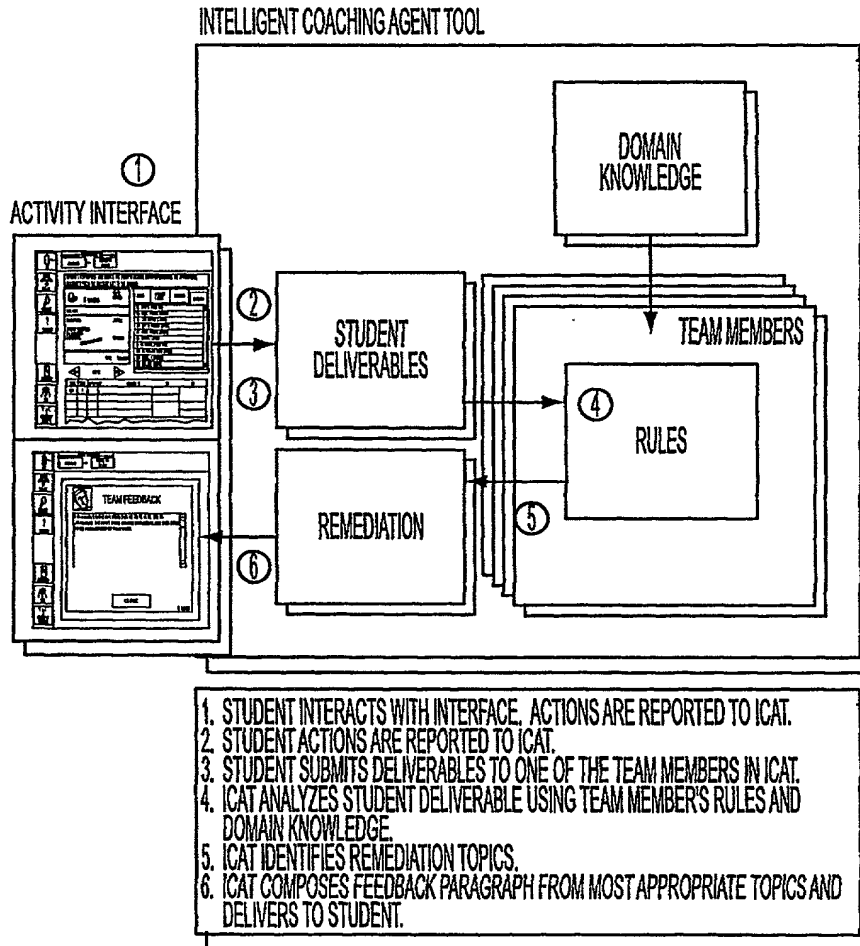 INTELLIGENT COACHING AGENT TOOL
DOMAIN
KNOWLEDGE
①
ACTIVITY INTERFACE
②
STUDENT
DELIVERABLES
③
TEAM MEMBERS
④
RULES
TEAM FEEDBACK
REMEDIATION
⑤
⑥
CLOSE
1. STUDENT INTERACTS WITH INTERFACE, ACTIONS ARE REPORTED TO ICAT.
2. STUDENT ACTIONS ARE REPORTED TO ICAT.
3. STUDENT SUBMITS DELIVERABLES TO ONE OF THE TEAM MEMBERS IN ICAT.
4. ICAT ANALYZES STUDENT DELIVERABLE USING TEAM MEMBER'S RULES AND
DOMAIN KNOWLEDGE.
5. ICAT IDENTIFIES REMEDIATION TOPICS.
6. ICAT COMPOSES FEEDBACK PARAGRAPH FROM MOST APPROPRIATE TOPICS AND
DELIVERS TO STUDENT.